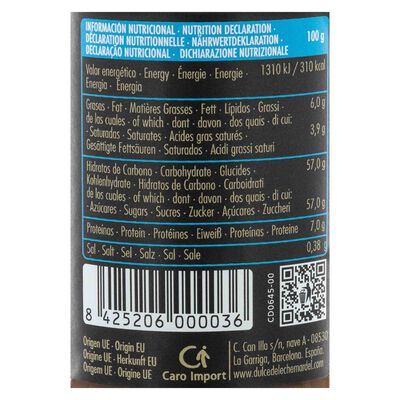 INFORMACIÓN NUTRICIONAL · NUTRITION DECLARATION
DÉCLARATION NUTRITIONNELLE · NÄHRWERTDEKLARATION
DECLARAÇÃO NUTRICIONAL · DICHIARAZIONE NUTRIZIONALE
100 g
Valor energético · Energy · Énergie · Energie · 1310 kJ / 310 kcal
Energia · Energia
Grasas · Fat · Matières Grasses · Fett · Lípidos · Grassi 6,0 g
de las cuales · of which · dont · davon · dos quais · di cui:
- Saturadas · Saturates · Acides gras saturés · 3,9 g
Gesättigte Fettsäuren · Saturadas · Acidi grassi saturi
Hidratos de Carbono · Carbohydrate · Glucides · 57,0 g
Kohlenhydrate · Hidratos de Carbono · Carboidrati
de los cuales · of which · dont · davon · dos quais · di cui:
- Azúcares · Sugars · Sucres · Zucker · Açúcares · Zuccheri 57,0 g
Proteínas · Protein · Protéines · Eiweiß · Proteínas · Proteine 7,0 g
Sal · Salt · Sel · Salz · Sal · Sale 0,38 g
8 425206 000036
CD0645-00
Origen UE · Origin EU
Origine UE · Herkunft EU
Origem UE · Origine UE
Caro Import
C. Can Illa s/n, nave A - 08530
La Garriga, Barcelona. España.
www.dulcedelechemardel.com